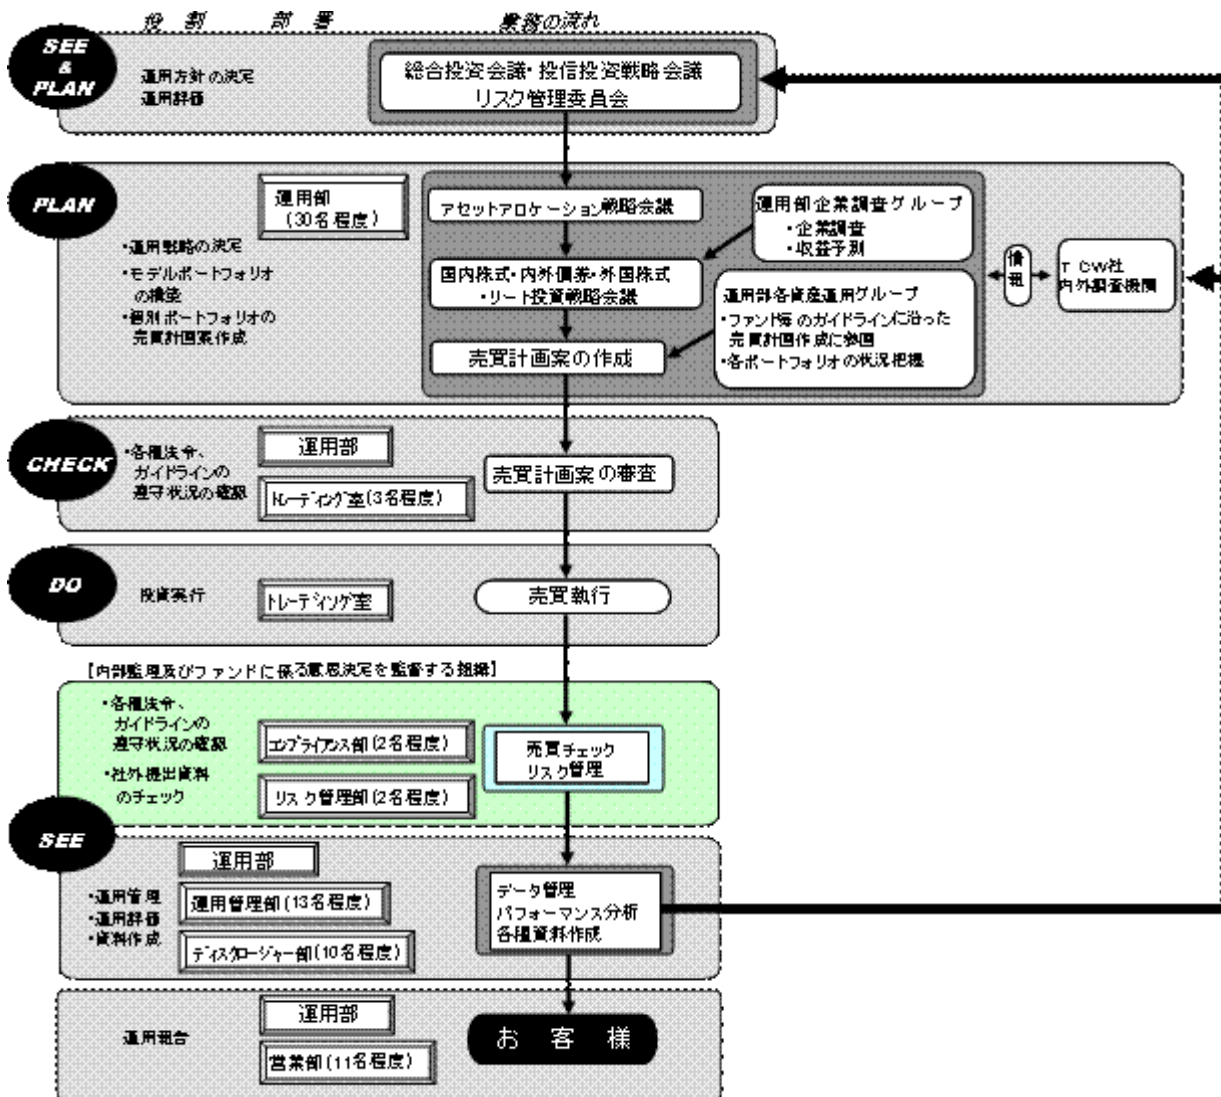 役　割　部　署　業務の流れ
SEE
&
PLAN
運用方針の決定
運用評価
総合投資会議・投信投資戦略会議
リスク管理委員会
PLAN
運用部
(30名程度)
・運用戦略の決定
・モデルポートフォリオ
の構築
・個別ポートフォリオの
売買計画案作成
アセットアロケーション戦略会議
国内株式・内外債券・外国株式
・リート投資戦略会議
売買計画案の作成
運用部企業調査グループ
・企業調査
・収益予測
運用部各資産運用グループ
・ファンド毎のガイドラインに沿った
売買計画作成に参画
・各ポートフォリオの状況把握
情報
TCW社
内外調査機関
CHECK
・各種法令、
ガイドラインの
遵守状況の確認
運用部
トレーディング室(3名程度)
売買計画案の審査
DO
投資実行
トレーディング室
売買執行
【内部監理及びファンドに係る意思決定を監督する組織】
・各種法令、
ガイドラインの
遵守状況の確認
・社外提出資料
のチェック
コンプライアンス部(2名程度)
リスク管理部(2名程度)
売買チェック
リスク管理
SEE
運用部
・運用管理
・運用評価
・資料作成
運用管理部(13名程度)
ディスクロージャー部(10名程度)
データ管理
パフォーマンス分析
各種資料作成
運用報告
運用部
営業部(11名程度)
お　客　様